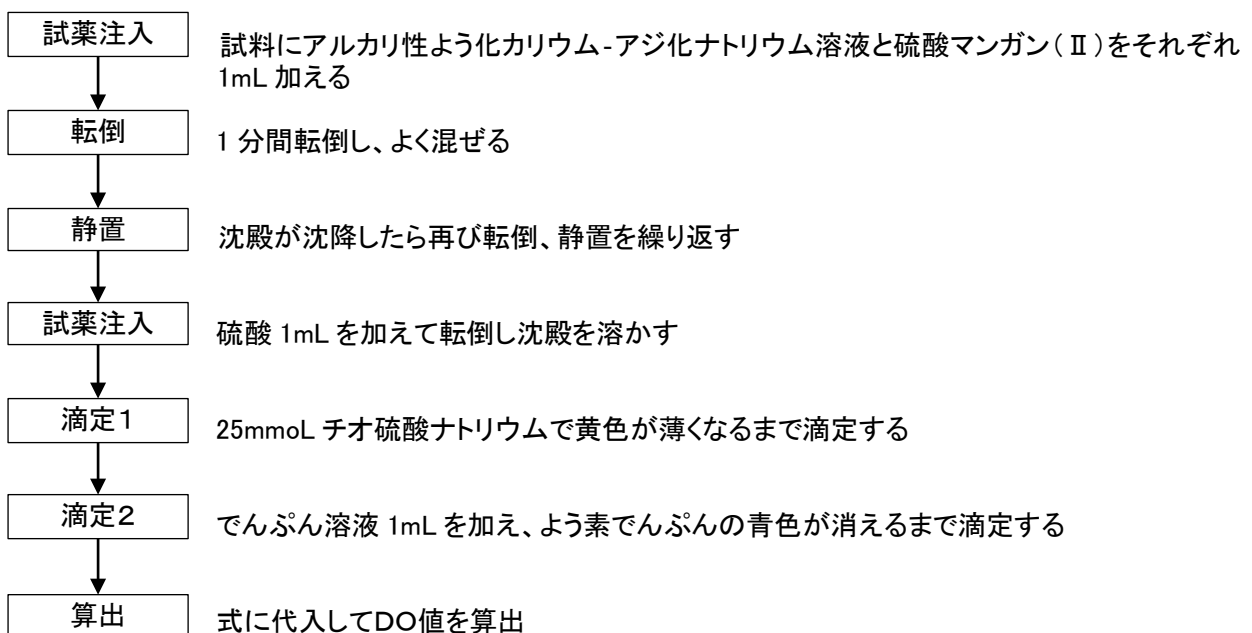 試薬注入
試料にアルカリ性よう化カリウム-アジ化ナトリウム溶液と硫酸マンガン(Ⅱ)をそれぞれ
1mL 加える
転倒
1 分間転倒し、よく混ぜる
静置
沈殿が沈降したら再び転倒、静置を繰り返す
試薬注入
硫酸 1mL を加えて転倒し沈殿を溶かす
滴定1
25mmoL チオ硫酸ナトリウムで黄色が薄くなるまで滴定する
滴定2
でんぷん溶液 1mL を加え、よう素でんぷんの青色が消えるまで滴定する
算出
式に代入してDO値を算出